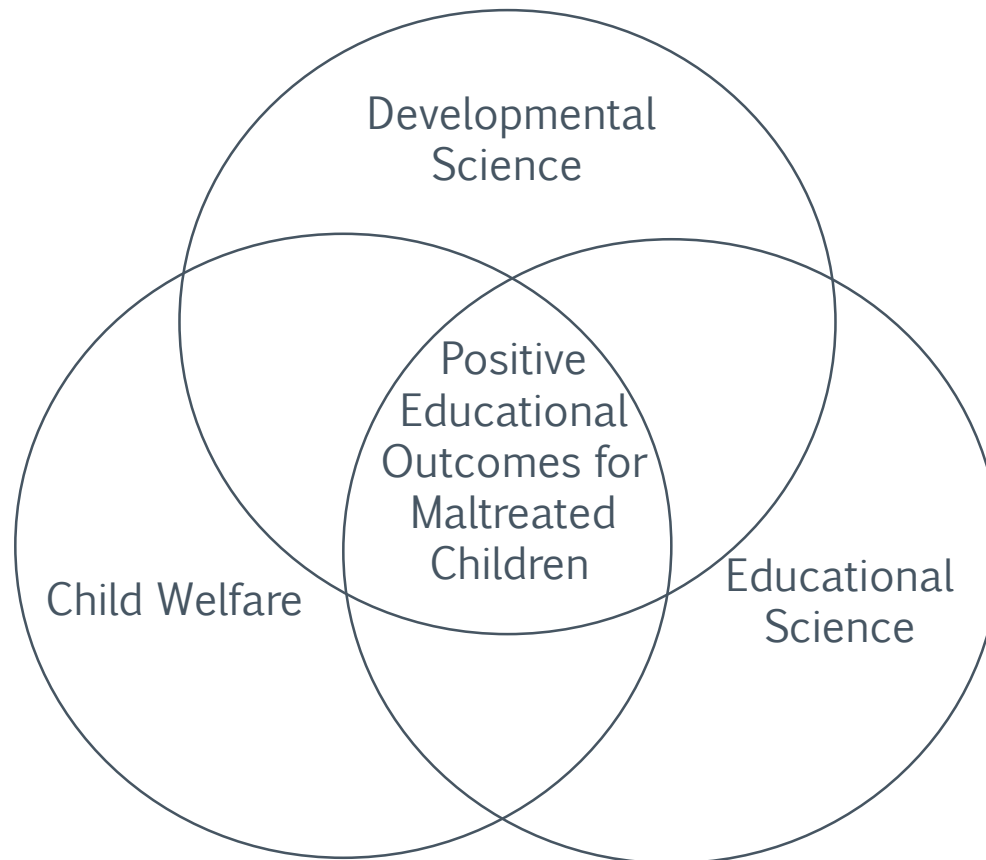 Developmental
Science
Positive
Educational
Outcomes for
Maltreated
Children
Child Welfare
Educational
Science